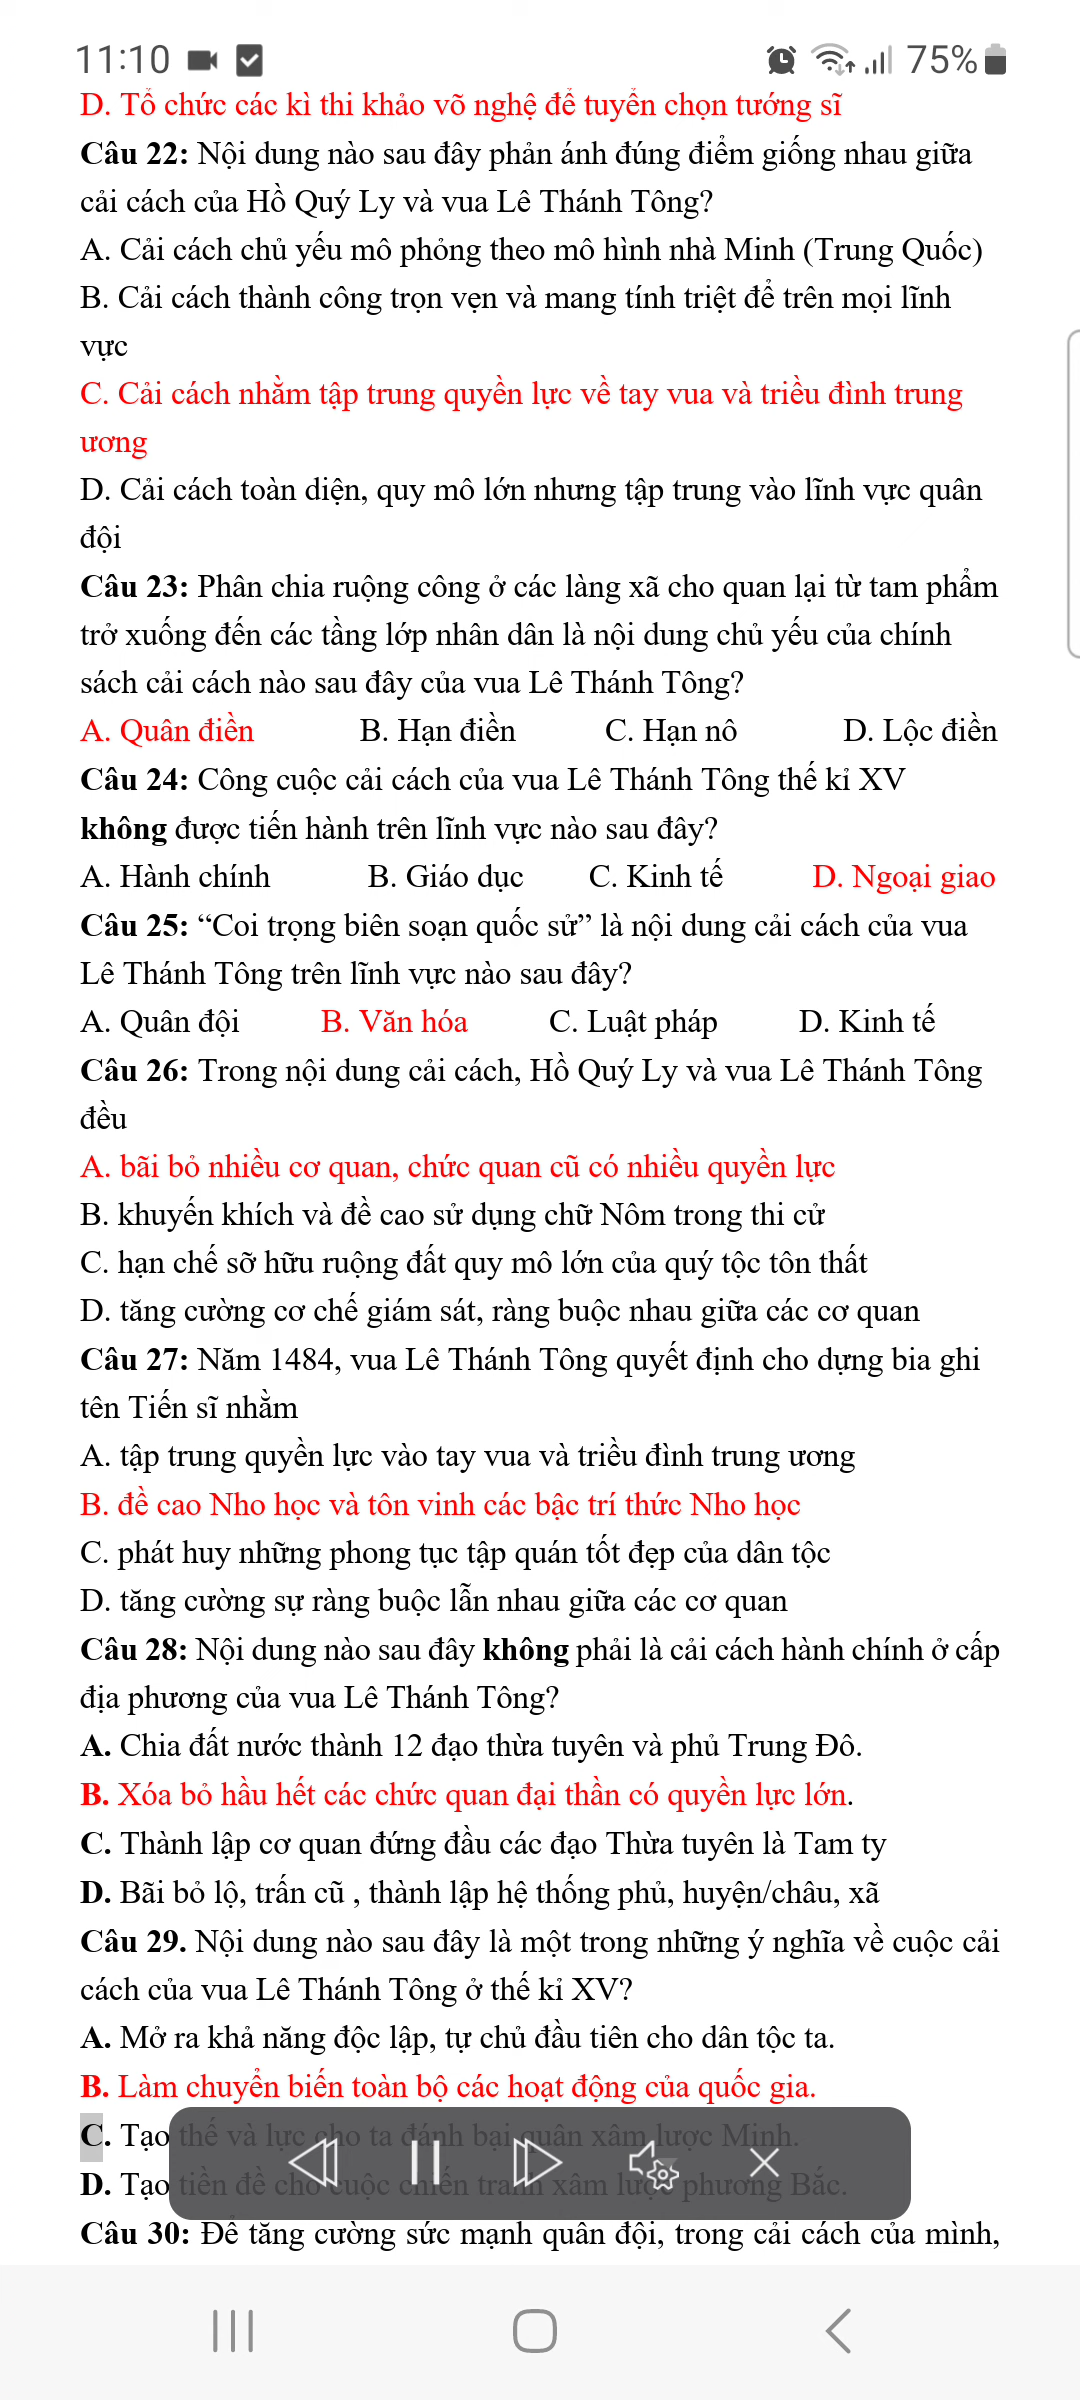 11:10
75%
D. Tổ chức các kì thi khảo võ nghệ để tuyển chọn tướng sĩ
Câu 22: Nội dung nào sau đây phản ánh đúng điểm giống nhau giữa
cải cách của Hồ Quý Ly và vua Lê Thánh Tông?
A. Cải cách chủ yếu mô phỏng theo mô hình nhà Minh (Trung Quốc)
B. Cải cách thành công trọn vẹn và mang tính triệt để trên mọi lĩnh
vực
C. Cải cách nhằm tập trung quyền lực về tay vua và triều đình trung
ương
D. Cải cách toàn diện, quy mô lớn nhưng tập trung vào lĩnh vực quân
đội
Câu 23: Phân chia ruộng công ở các làng xã cho quan lại từ tam phẩm
trở xuống đến các tầng lớp nhân dân là nội dung chủ yếu của chính
sách cải cách nào sau đây của vua Lê Thánh Tông?
A. Quân điền B. Hạn điền C. Hạn nô D. Lộc điền
Câu 24: Công cuộc cải cách của vua Lê Thánh Tông thế kỉ XV
không được tiến hành trên lĩnh vực nào sau đây?
A. Hành chính B. Giáo dục C. Kinh tế D. Ngoại giao
Câu 25: “Coi trọng biên soạn quốc sử” là nội dung cải cách của vua
Lê Thánh Tông trên lĩnh vực nào sau đây?
A. Quân đội B. Văn hóa C. Luật pháp D. Kinh tế
Câu 26: Trong nội dung cải cách, Hồ Quý Ly và vua Lê Thánh Tông
đều
A. bãi bỏ nhiều cơ quan, chức quan cũ có nhiều quyền lực
B. khuyến khích và đề cao sử dụng chữ Nôm trong thi cử
C. hạn chế sỡ hữu ruộng đất quy mô lớn của quý tộc tôn thất
D. tăng cường cơ chế giám sát, ràng buộc nhau giữa các cơ quan
Câu 27: Năm 1484, vua Lê Thánh Tông quyết định cho dựng bia ghi
tên Tiến sĩ nhằm
A. tập trung quyền lực vào tay vua và triều đình trung ương
B. đề cao Nho học và tôn vinh các bậc trí thức Nho học
C. phát huy những phong tục tập quán tốt đẹp của dân tộc
D. tăng cường sự ràng buộc lẫn nhau giữa các cơ quan
Câu 28: Nội dung nào sau đây không phải là cải cách hành chính ở cấp
địa phương của vua Lê Thánh Tông?
A. Chia đất nước thành 12 đạo thừa tuyên và phủ Trung Đô.
B. Xóa bỏ hầu hết các chức quan đại thần có quyền lực lớn.
C. Thành lập cơ quan đứng đầu các đạo Thừa tuyên là Tam ty
D. Bãi bỏ lộ, trấn cũ , thành lập hệ thống phủ, huyện/châu, xã
Câu 29. Nội dung nào sau đây là một trong những ý nghĩa về cuộc cải
cách của vua Lê Thánh Tông ở thế kỉ XV?
A. Mở ra khả năng độc lập, tự chủ đầu tiên cho dân tộc ta.
B. Làm chuyển biến toàn bộ các hoạt động của quốc gia.
C. Tạo thế và lực cho ta đánh bại quân xâm lược Minh.
D. Tạo tiền đề cho cuộc chiến tranh xâm lược phương Bắc.
Câu 30: Để tăng cường sức mạnh quân đội, trong cải cách của mình,